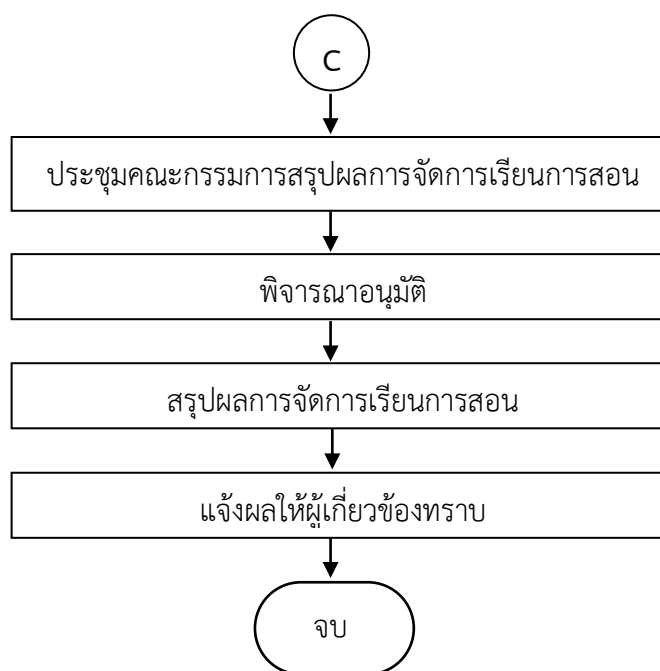 C
ประชุมคณะกรรมการสรุปผลการจัดการเรียนการสอน
พิจารณาอนุมัติ
สรุปผลการจัดการเรียนการสอน
แจ้งผลให้ผู้เกี่ยวข้องทราบ
จบ